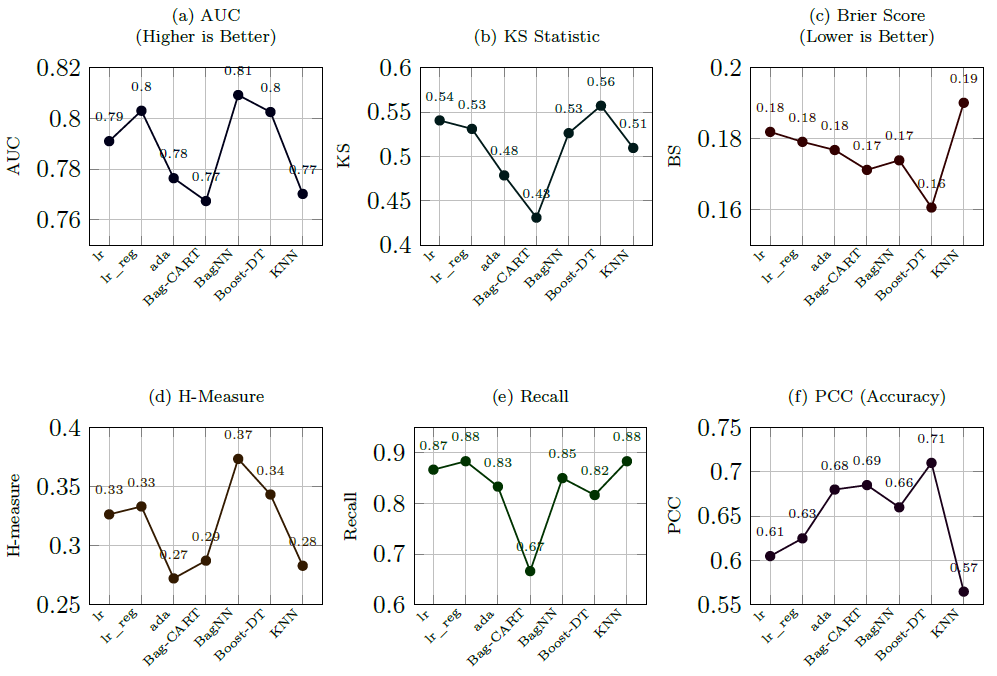 (a) AUC
(Higher is Better)
0.82
0.8
0.78
0.76
AUC
0.79
0.8
0.78
0.77
0.81
0.8
0.77
lr
lr_reg
ada
Bag-CART
BagNN
Boost-DT
KNN
(b) KS Statistic
0.6
0.55
0.5
0.45
0.4
KS
0.54
0.53
0.48
0.43
0.53
0.56
0.51
lr
lr_reg
ada
Bag-CART
BagNN
Boost-DT
KNN
(c) Brier Score
(Lower is Better)
0.2
0.18
0.16
BS
0.18
0.18
0.18
0.17
0.17
0.16
0.19
lr
lr_reg
ada
Bag-CART
BagNN
Boost-DT
KNN
(d) H-Measure
0.4
0.35
0.3
0.25
H-measure
0.33
0.33
0.27
0.29
0.37
0.34
0.28
lr
lr_reg
ada
Bag-CART
BagNN
Boost-DT
KNN
(e) Recall
0.9
0.8
0.7
0.6
Recall
0.87
0.88
0.83
0.67
0.85
0.82
0.88
lr
lr_reg
ada
Bag-CART
BagNN
Boost-DT
KNN
(f) PCC (Accuracy)
0.75
0.7
0.65
0.6
0.55
PCC
0.61
0.63
0.68
0.69
0.66
0.71
0.57
lr
lr_reg
ada
Bag-CART
BagNN
Boost-DT
KNN